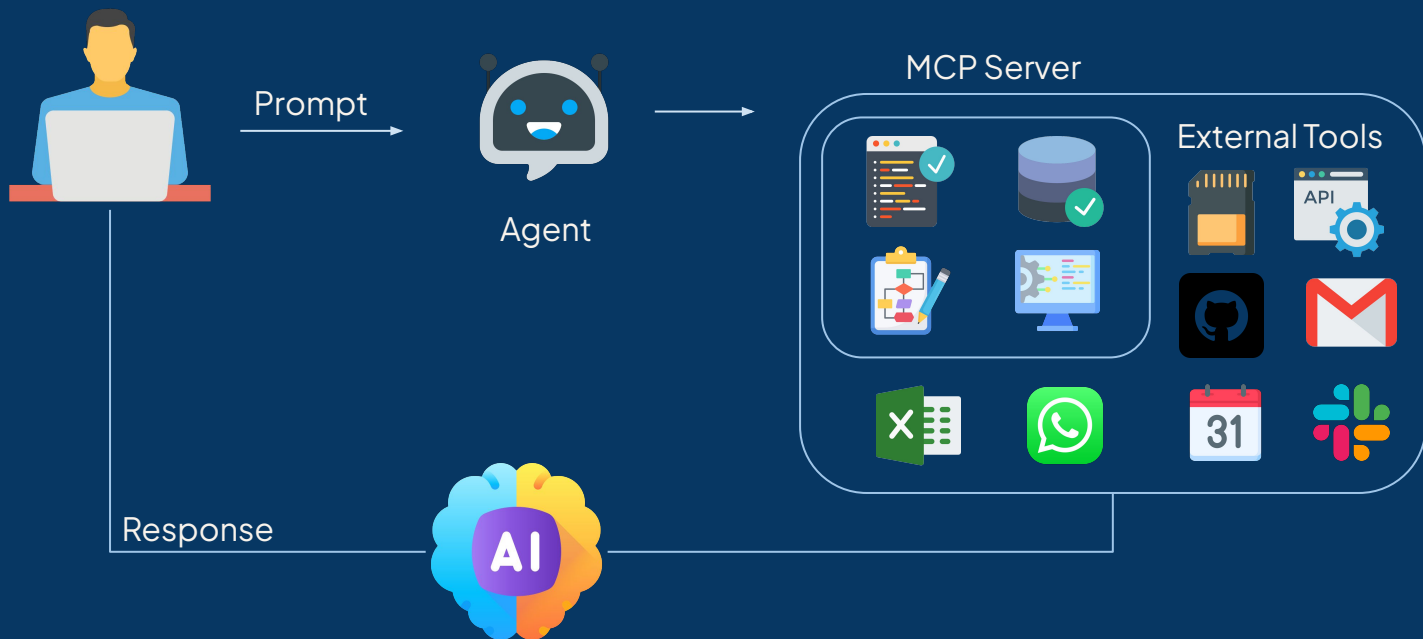 MCP Server
Prompt
External Tools
API
Agent
31
Response
AI